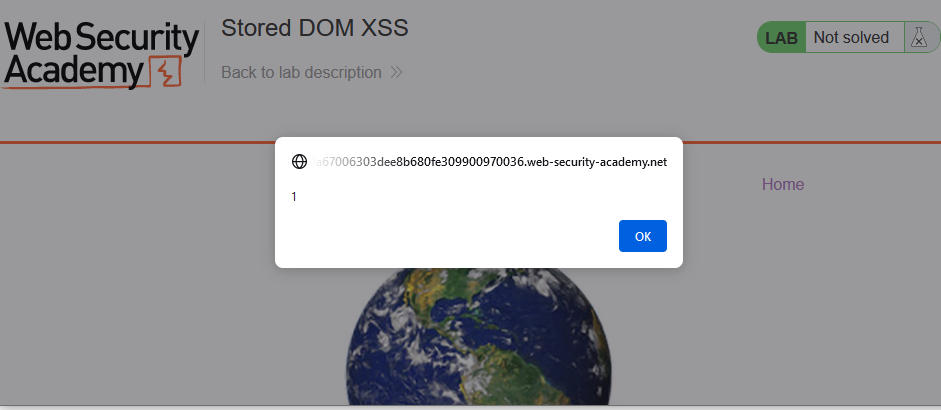 Web Security
Academy
Stored DOM XSS
Back to lab description
LAB Not solved
a67006303dee8b680fe309900970036.web-security-academy.net
1
OK
Home